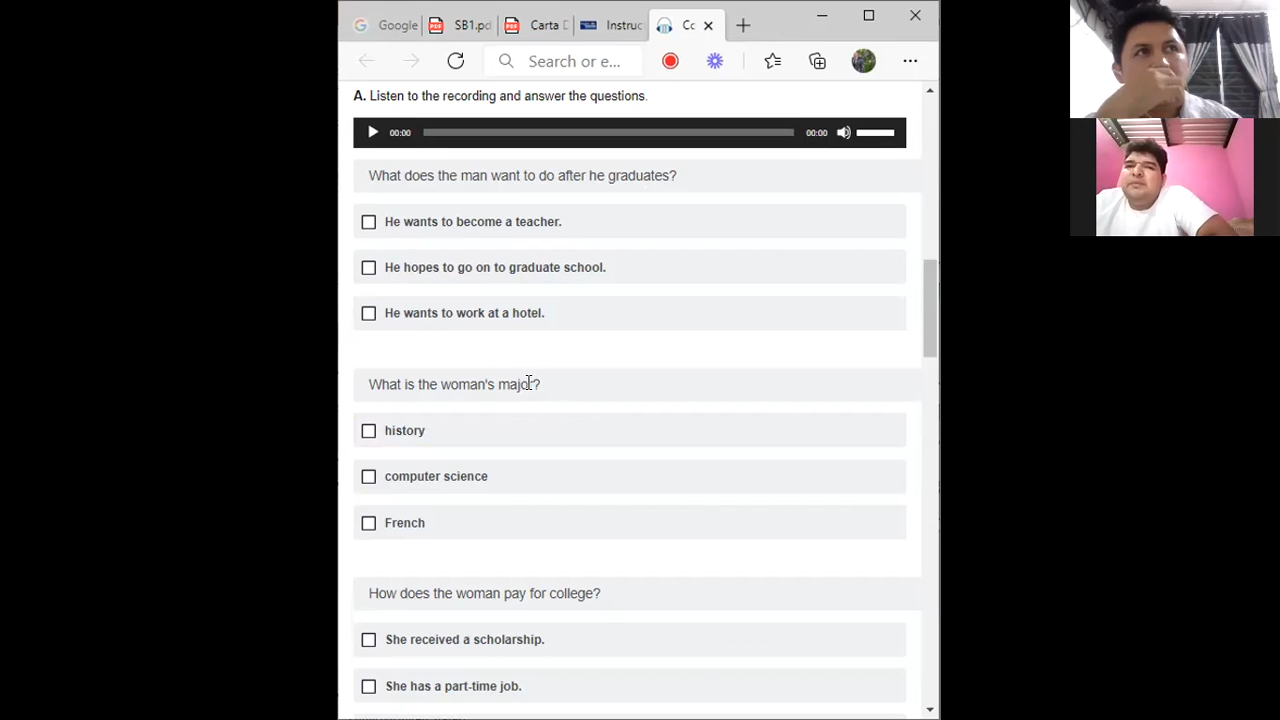 Google
SB1.pd
Carta D
Instruc
Co
Search or e...
A. Listen to the recording and answer the questions.
00:00
00:00
What does the man want to do after he graduates?
He wants to become a teacher.
He hopes to go on to graduate school.
He wants to work at a hotel.
What is the woman's major?
history
computer science
French
How does the woman pay for college?
She received a scholarship.
She has a part-time job.